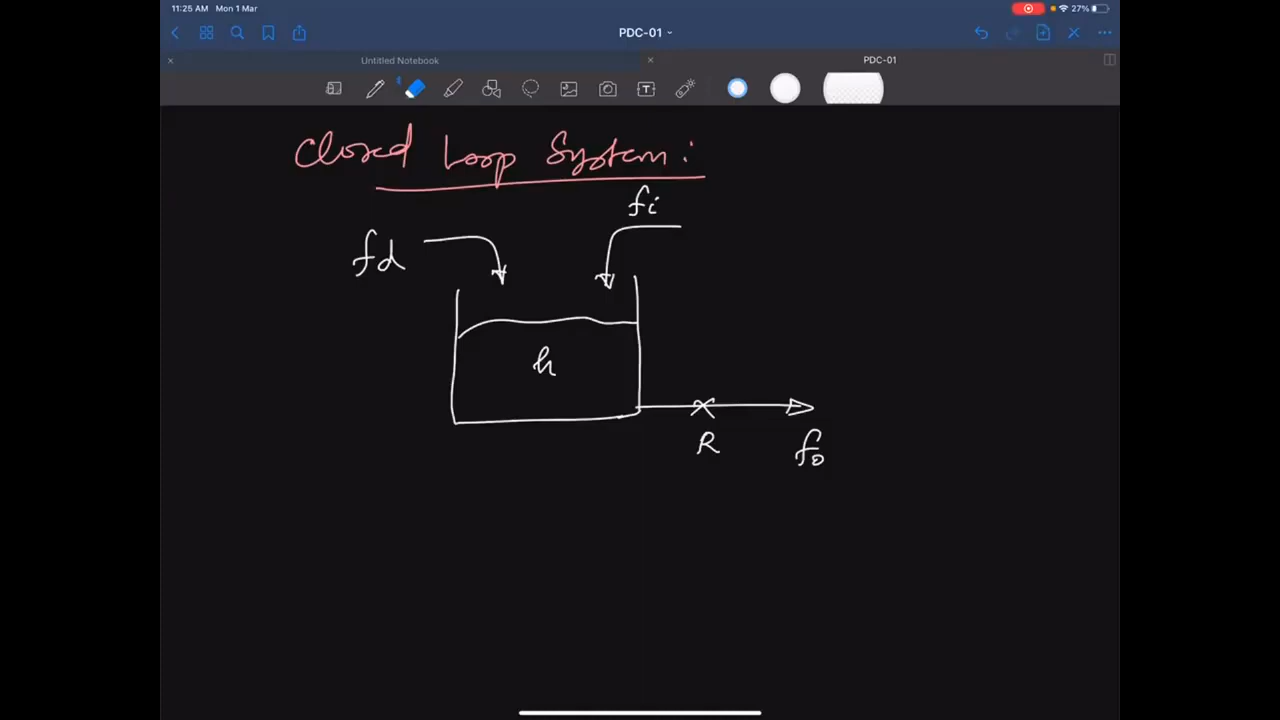 11:25 AM Mon 1 Mar
27%
PDC-01
Untitled Notebook
PDC-01
T
Closed Loop System:
fi
fd
h
R
fo